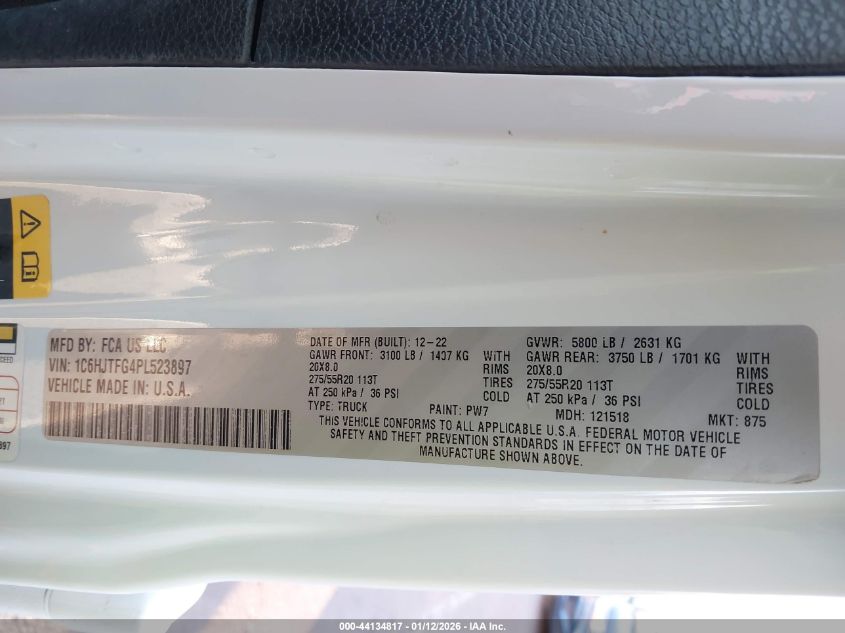 MFD BY: FCA US LLC
VIN: 1C6HJTFG4PL523897
VEHICLE MADE IN: U.S.A.
DATE OF MFR (BUILT): 12-22
GAWR FRONT: 3100 LB / 1407 KG WITH
20X8.0 RIMS
275/55R20 113T TIRES
AT 250 kPa / 36 PSI COLD
TYPE: TRUCK PAINT: PW7
GVWR: 5800 LB / 2631 KG
GAWR REAR: 3750 LB / 1701 KG WITH
20X8.0 RIMS
275/55R20 113T TIRES
AT 250 kPa / 36 PSI COLD
MDH: 121518 MKT: 875
THIS VEHICLE CONFORMS TO ALL APPLICABLE U.S.A. FEDERAL MOTOR VEHICLE
SAFETY AND THEFT PREVENTION STANDARDS IN EFFECT ON THE DATE OF
MANUFACTURE SHOWN ABOVE.
000-44134817 - 01/12/2026 - IAA Inc.